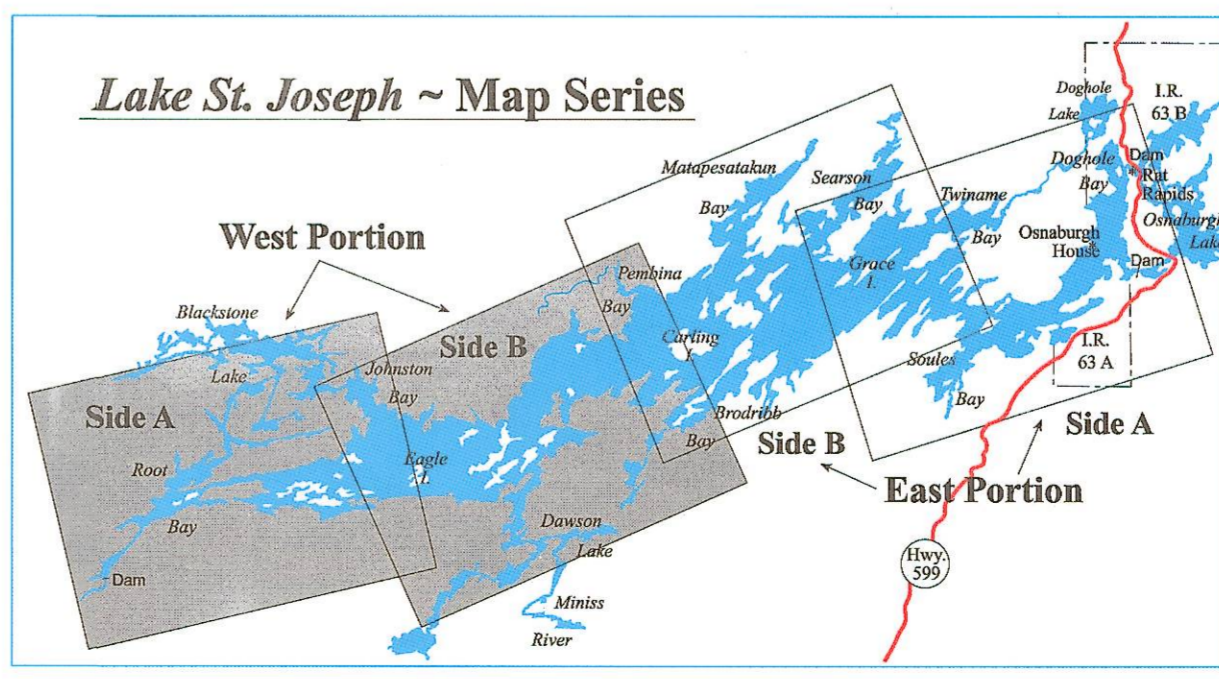 Lake St. Joseph ~ Map Series
Doghole
Lake
I.R.
63 B
Matapesatakun
Bay
Searson
Bay
Twiname
Bay
Doghole
Bay
Dam
Rat
Rapids
Osnaburgh
Lake
Osnaburgh
House
Dam
West Portion
Pembina
Bay
Grace
I.
Blackstone
Lake
Side B
Carling
I.
Johnston
Bay
Soules
Bay
I.R.
63 A
Side A
Brodribb
Bay
Side B
Side A
Root
Bay
Eagle
I.
East Portion
Dawson
Lake
Dam
Hwy.
599
Miniss
River